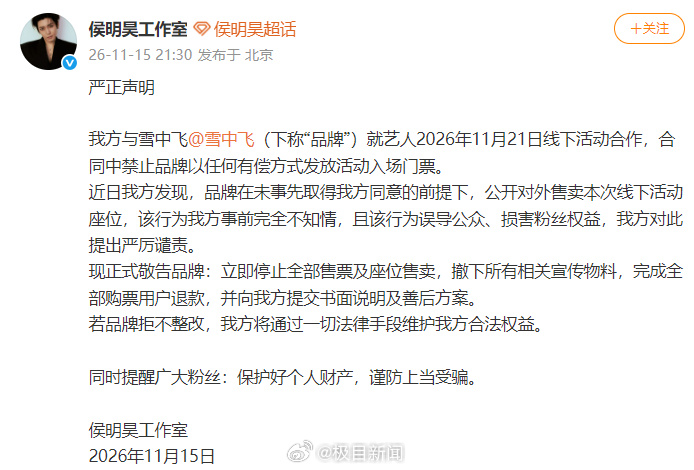 侯明昊工作室 侯明昊超话
+关注
26-11-15 21:30 发布于 北京
严正声明
我方与雪中飞@雪中飞（下称“品牌”）就艺人2026年11月21日线下活动合作，合
同中禁止品牌以任何有偿方式发放活动入场门票。
近日我方发现，品牌在未事先取得我方同意的前提下，公开对外售卖本次线下活动
座位，该行为我方事前完全不知情，且该行为误导公众、损害粉丝权益，我方对此
提出严厉谴责。
现正式敬告品牌：立即停止全部售票及座位售卖，撤下所有相关宣传物料，完成全
部购票用户退款，并向我方提交书面说明及善后方案。
若品牌拒不整改，我方将通过一切法律手段维护我方合法权益。
同时提醒广大粉丝：保护好个人财产，谨防上当受骗。
侯明昊工作室
2026年11月15日
@极目新闻